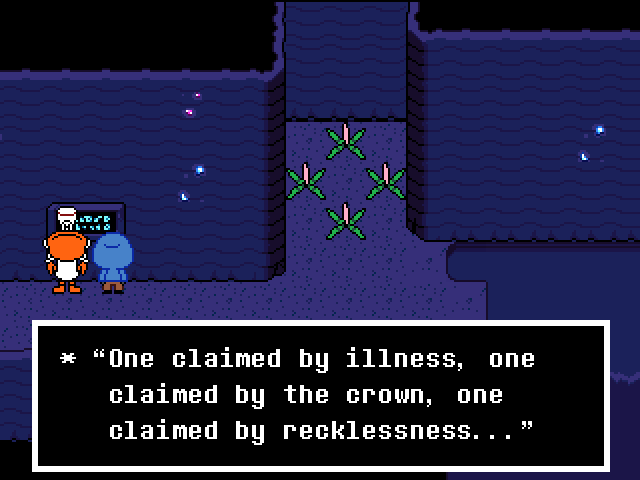 * “One claimed by illness, one
claimed by the crown, one
claimed by recklessness...”